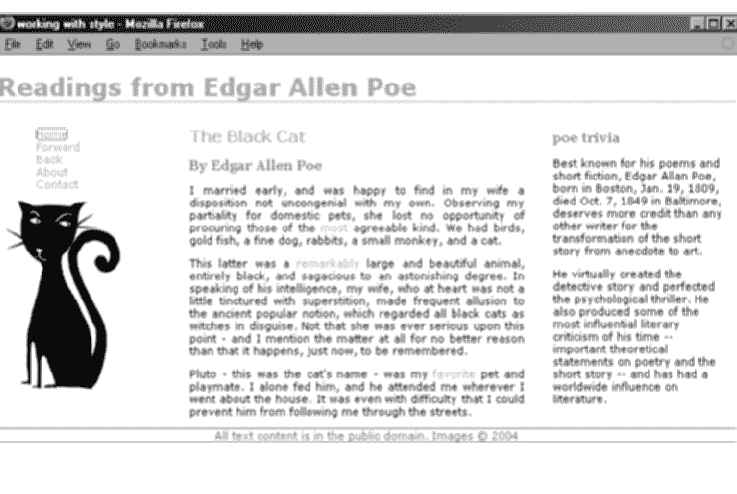 working with style - Mozilla Firefox
File Edit View Go Bookmarks Tools Help
Readings from Edgar Allen Poe
Home
Forward
Back
About
Contact
The Black Cat
By Edgar Allen Poe
I married early, and was happy to find in my wife a
disposition not uncongenial with my own. Observing my
partiality for domestic pets, she lost no opportunity of
procuring those of the most agreeable kind. We had birds,
gold fish, a fine dog, rabbits, a small monkey, and a cat.
This latter was a remarkably large and beautiful animal,
entirely black, and sagacious to an astonishing degree. In
speaking of his intelligence, my wife, who at heart was not a
little tinctured with superstition, made frequent allusion to
the ancient popular notion, which regarded all black cats as
witches in disguise. Not that she was ever serious upon this
point - and I mention the matter at all for no better reason
than that it happens, just now, to be remembered.
Pluto - this was the cat's name - was my favorite pet and
playmate. I alone fed him, and he attended me wherever I
went about the house. It was even with difficulty that I could
prevent him from following me through the streets.
poe trivia
Best known for his poems and
short fiction, Edgar Allan Poe,
born in Boston, Jan. 19, 1809,
died Oct. 7, 1849 in Baltimore,
deserves more credit than any
other writer for the
transformation of the short
story from anecdote to art.
He virtually created the
detective story and perfected
the psychological thriller. He
also produced some of the
most influential literary
criticism of his time --
important theoretical
statements on poetry and the
short story -- and has had a
worldwide influence on
literature.
All text content is in the public domain. Images © 2004